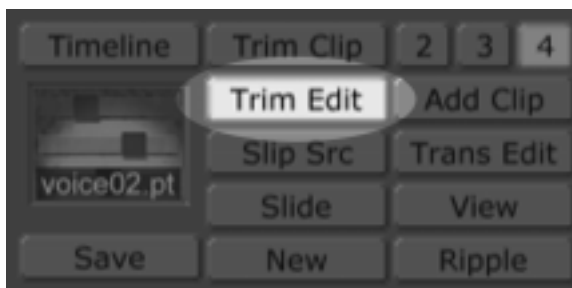 Timeline Trim Clip 2 3 4
Trim Edit Add Clip
Slip Src Trans Edit
voice02.pt
Slide View
Save New Ripple